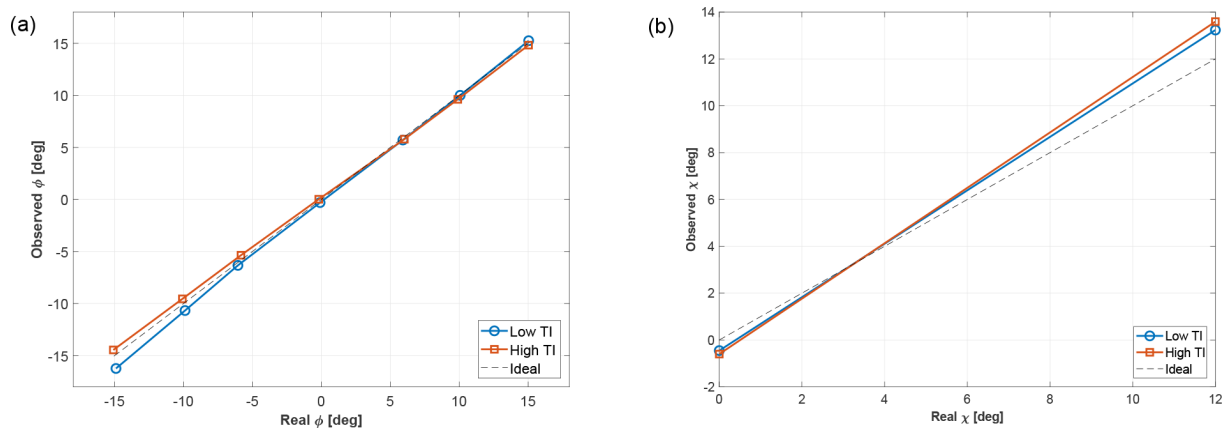 (a)
15
10
5
0
-5
-10
-15
Observed ϕ [deg]
-15 -10 -5 0 5 10 15
Real ϕ [deg]
Low TI
High TI
Ideal
(b)
14
12
10
8
6
4
2
0
-2
Observed χ [deg]
0 2 4 6 8 10 12
Real χ [deg]
Low TI
High TI
Ideal